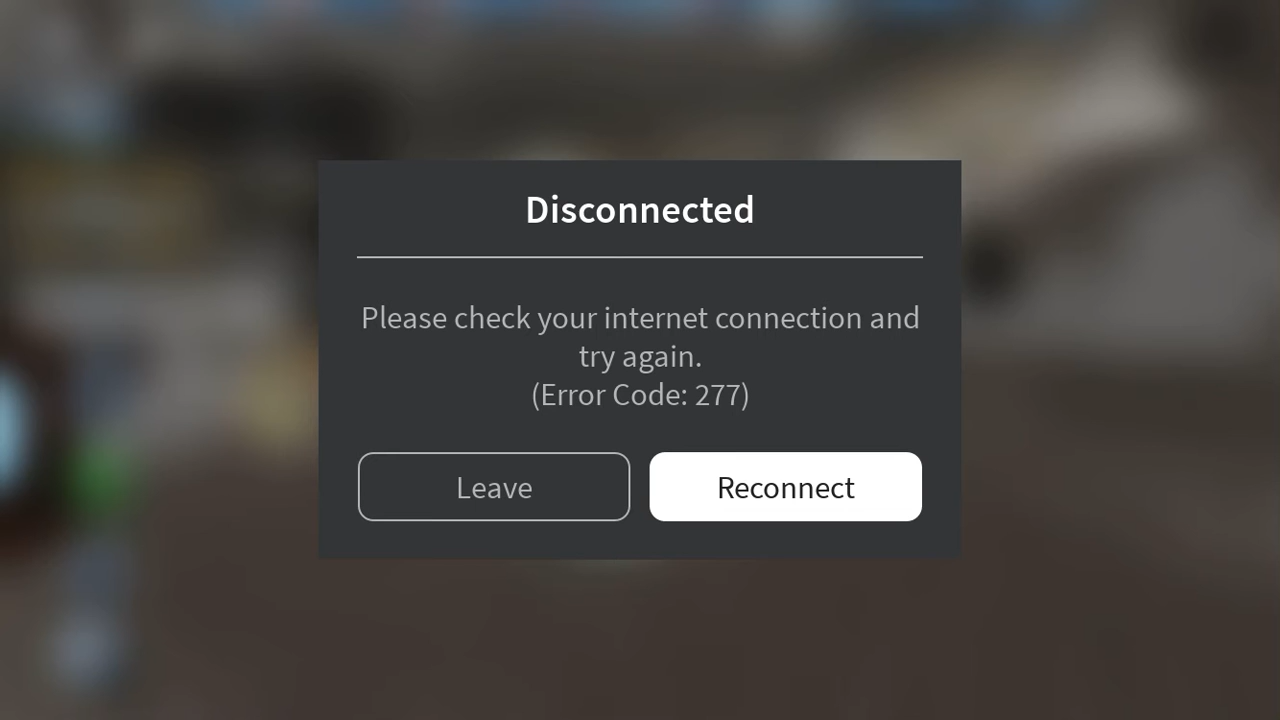 Disconnected
Please check your internet connection and
try again.
(Error Code: 277)
Leave
Reconnect